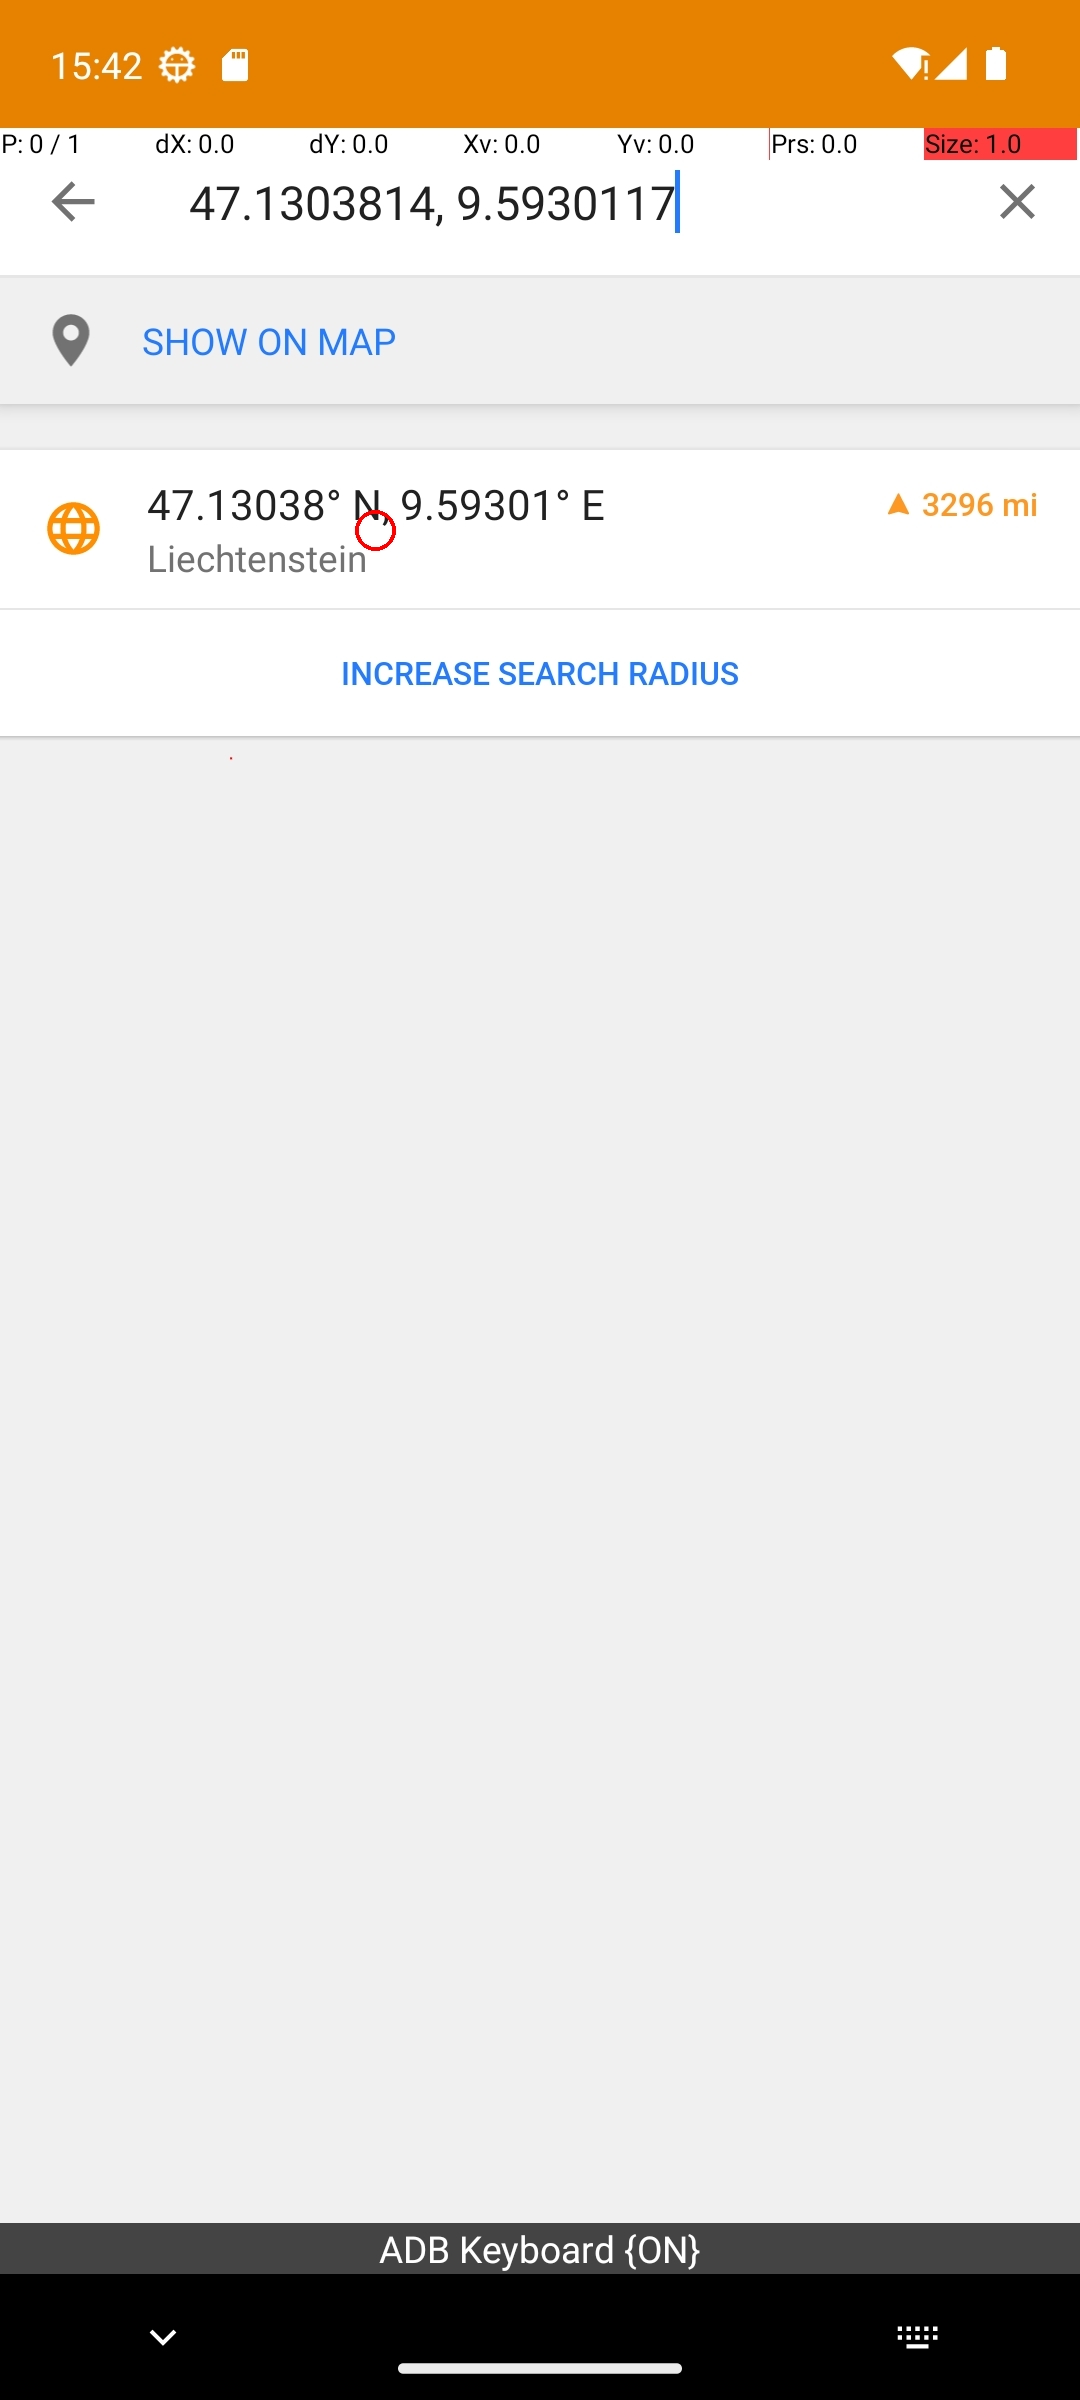 15:42
P: 0 / 1 dX: 0.0 dY: 0.0 Xv: 0.0 Yv: 0.0 Prs: 0.0 Size: 1.0
47.1303814, 9.5930117
SHOW ON MAP
47.13038° N, 9.59301° E 3296 mi
Liechtenstein
INCREASE SEARCH RADIUS
ADB Keyboard {ON}